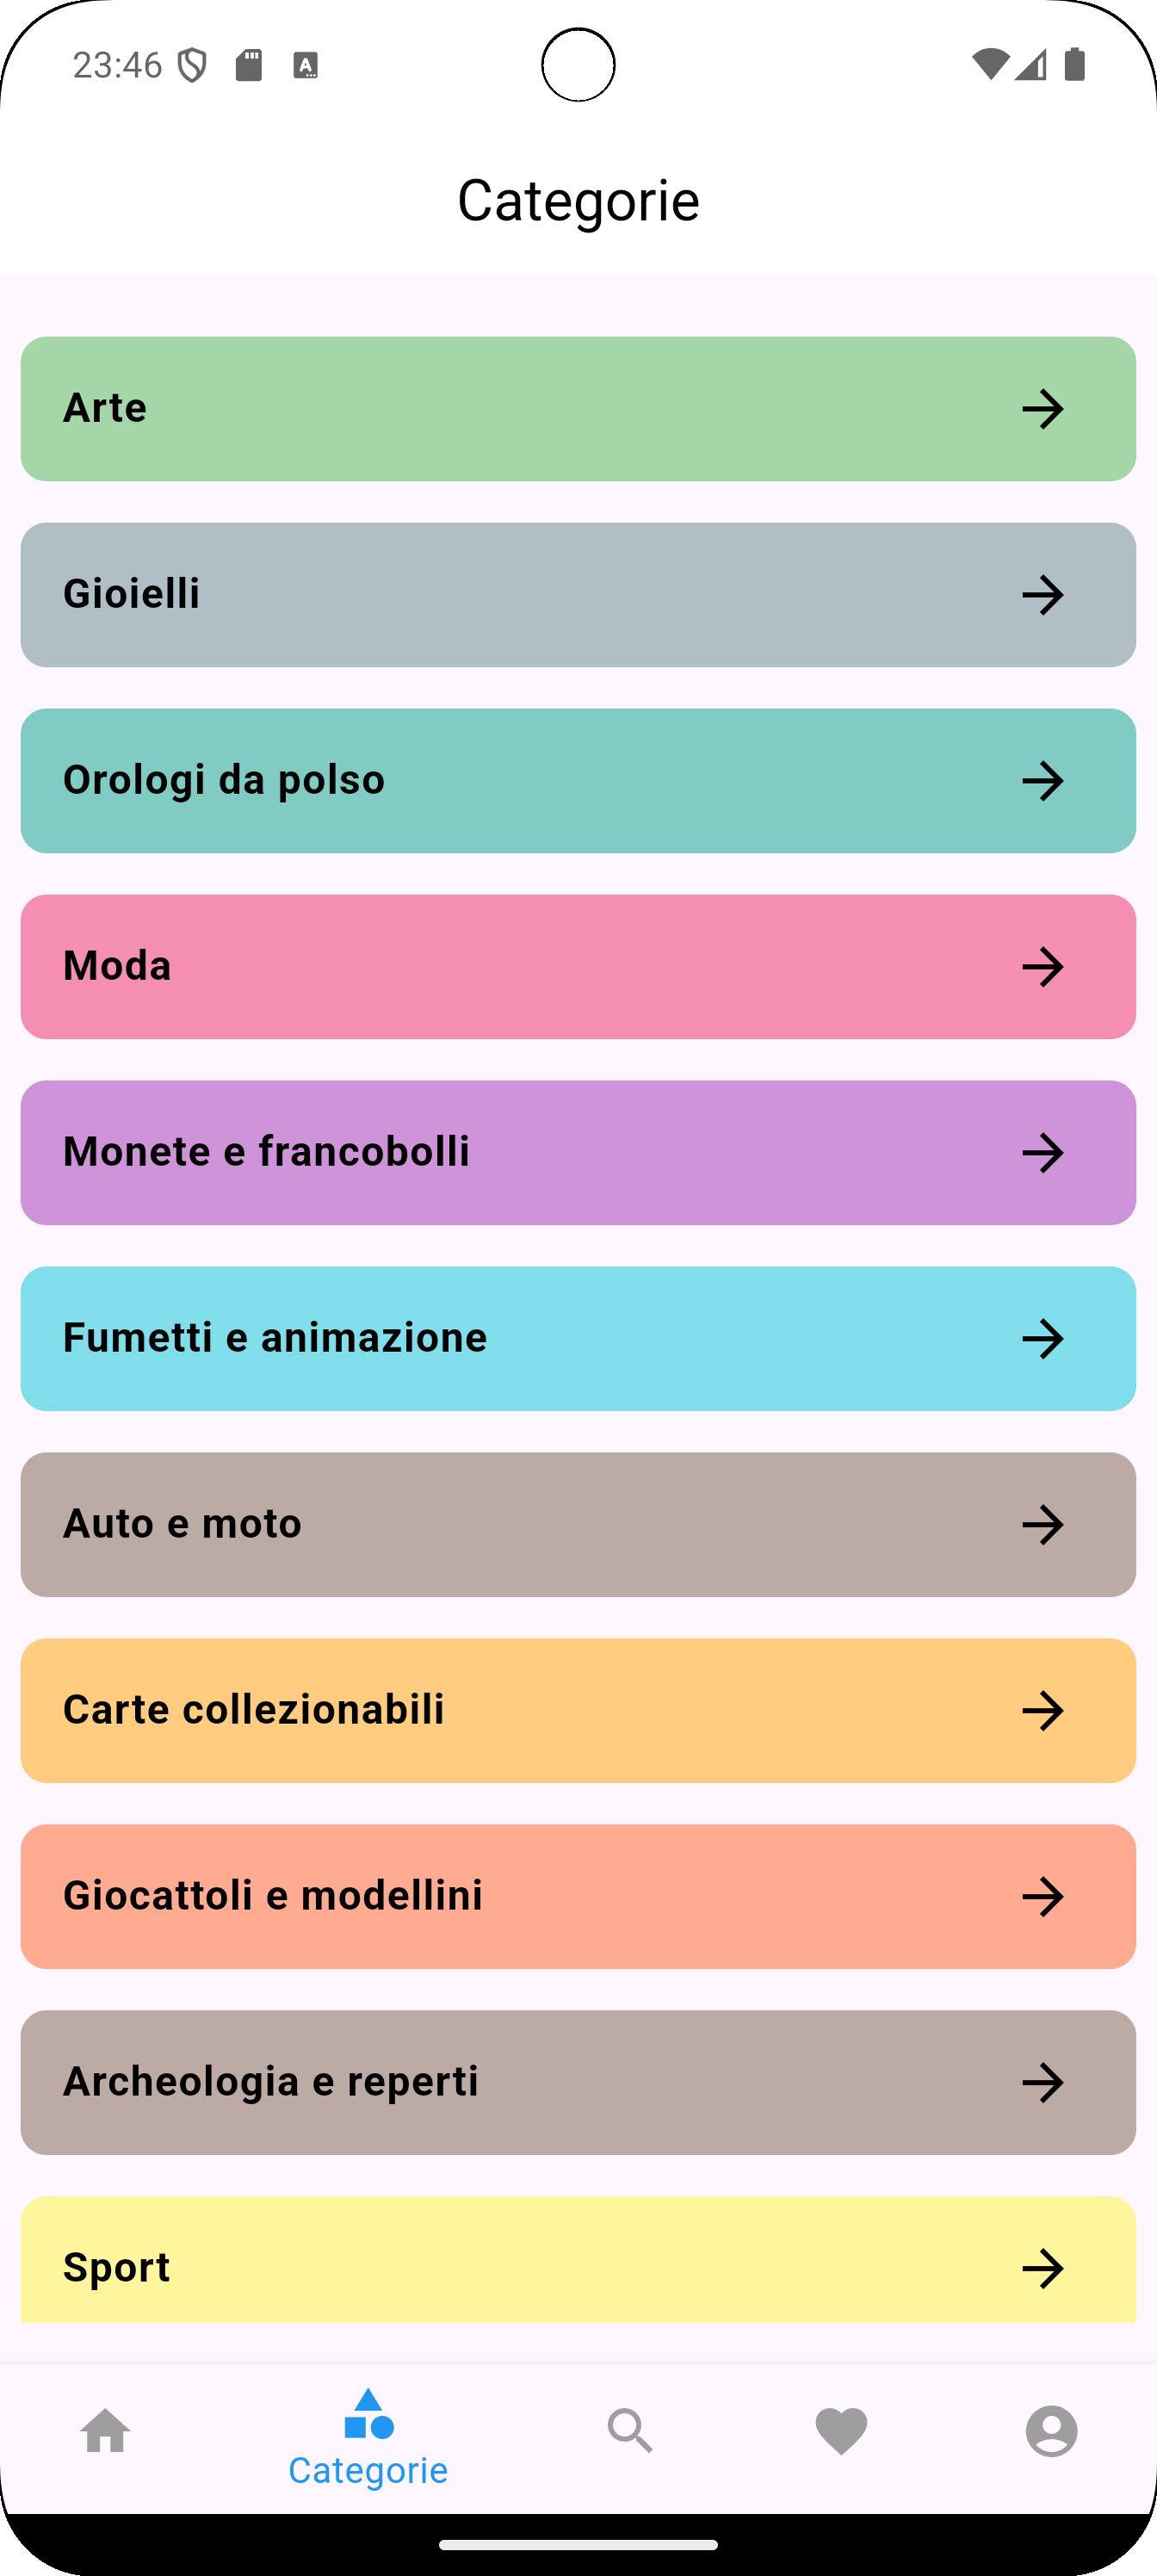 23:46
Categorie
Arte
Gioielli
Orologi da polso
Moda
Monete e francobolli
Fumetti e animazione
Auto e moto
Carte collezionabili
Giocattoli e modellini
Archeologia e reperti
Sport
Categorie